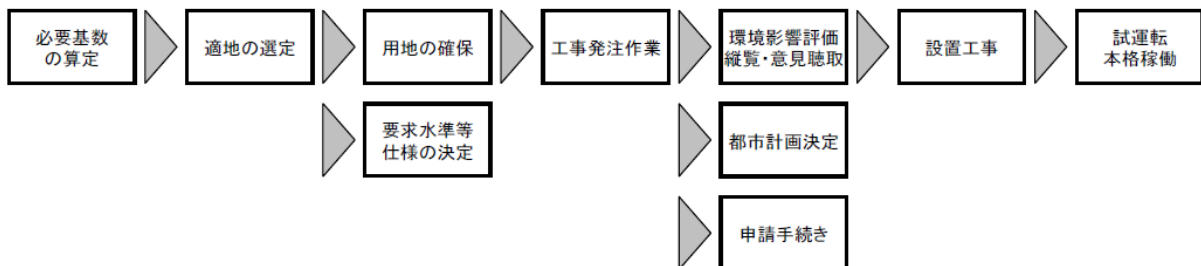 必要基数
の算定
適地の選定
用地の確保
工事発注作業
環境影響評価
縦覧・意見聴取
設置工事
試運転
本格稼働
要求水準等
仕様の決定
都市計画決定
申請手続き